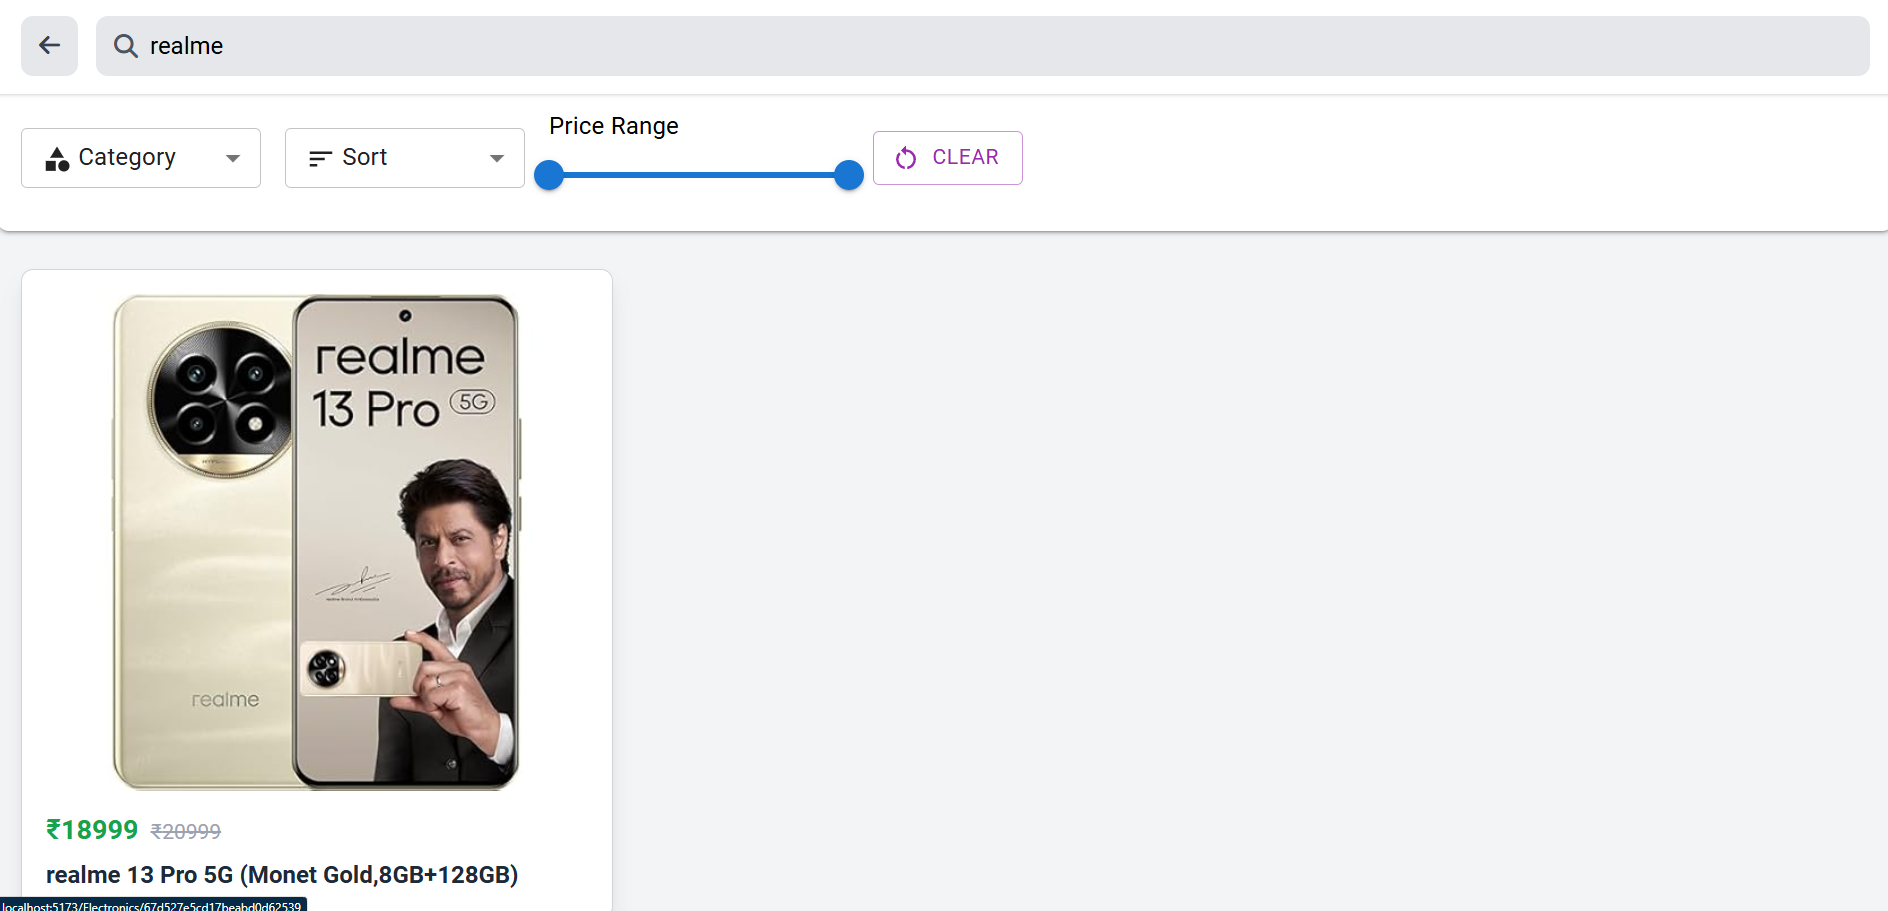 realme
Category
Sort
Price Range
CLEAR
realme
13 Pro 5G
realme
₹18999 ₹20999
realme 13 Pro 5G (Monet Gold,8GB+128GB)
localhost:5173/Electronics/67d527e5cd17beabd0d62539